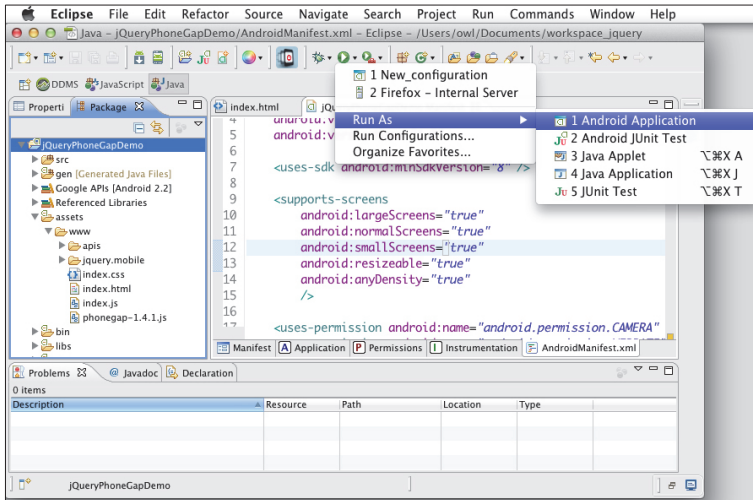 Eclipse File Edit Refactor Source Navigate Search Project Run Commands Window Help
Java – jQueryPhoneGapDemo/AndroidManifest.xml – Eclipse – /Users/owl/Documents/workspace_jquery
DDMS JavaScript Java
1 New_configuration
2 Firefox – Internal Server
Run As
Run Configurations...
Organize Favorites...
1 Android Application
2 Android JUnit Test
3 Java Applet ⌥⌘X A
4 Java Application ⌥⌘X J
Ju 5 JUnit Test ⌥⌘X T
Properti Package
jQueryPhoneGapDemo
src
gen [Generated Java Files]
Google APIs [Android 2.2]
Referenced Libraries
assets
www
apis
jquery.mobile
index.css
index.html
index.js
phonegap-1.4.1.js
bin
libs
index.html jQu
4 android:v
5 android:v
6
7 <uses-sdk android:minSdkVersion="8" />
8
9 <supports-screens
10 android:largeScreens="true"
11 android:normalScreens="true"
12 android:smallScreens="true"
13 android:resizeable="true"
14 android:anyDensity="true"
15 />
16
17 <uses-permission android:name="android.permission.CAMERA"
Manifest A Application P Permissions I Instrumentation AndroidManifest.xml
Problems @ Javadoc Declaration
0 items
Description Resource Path Location Type
jQueryPhoneGapDemo